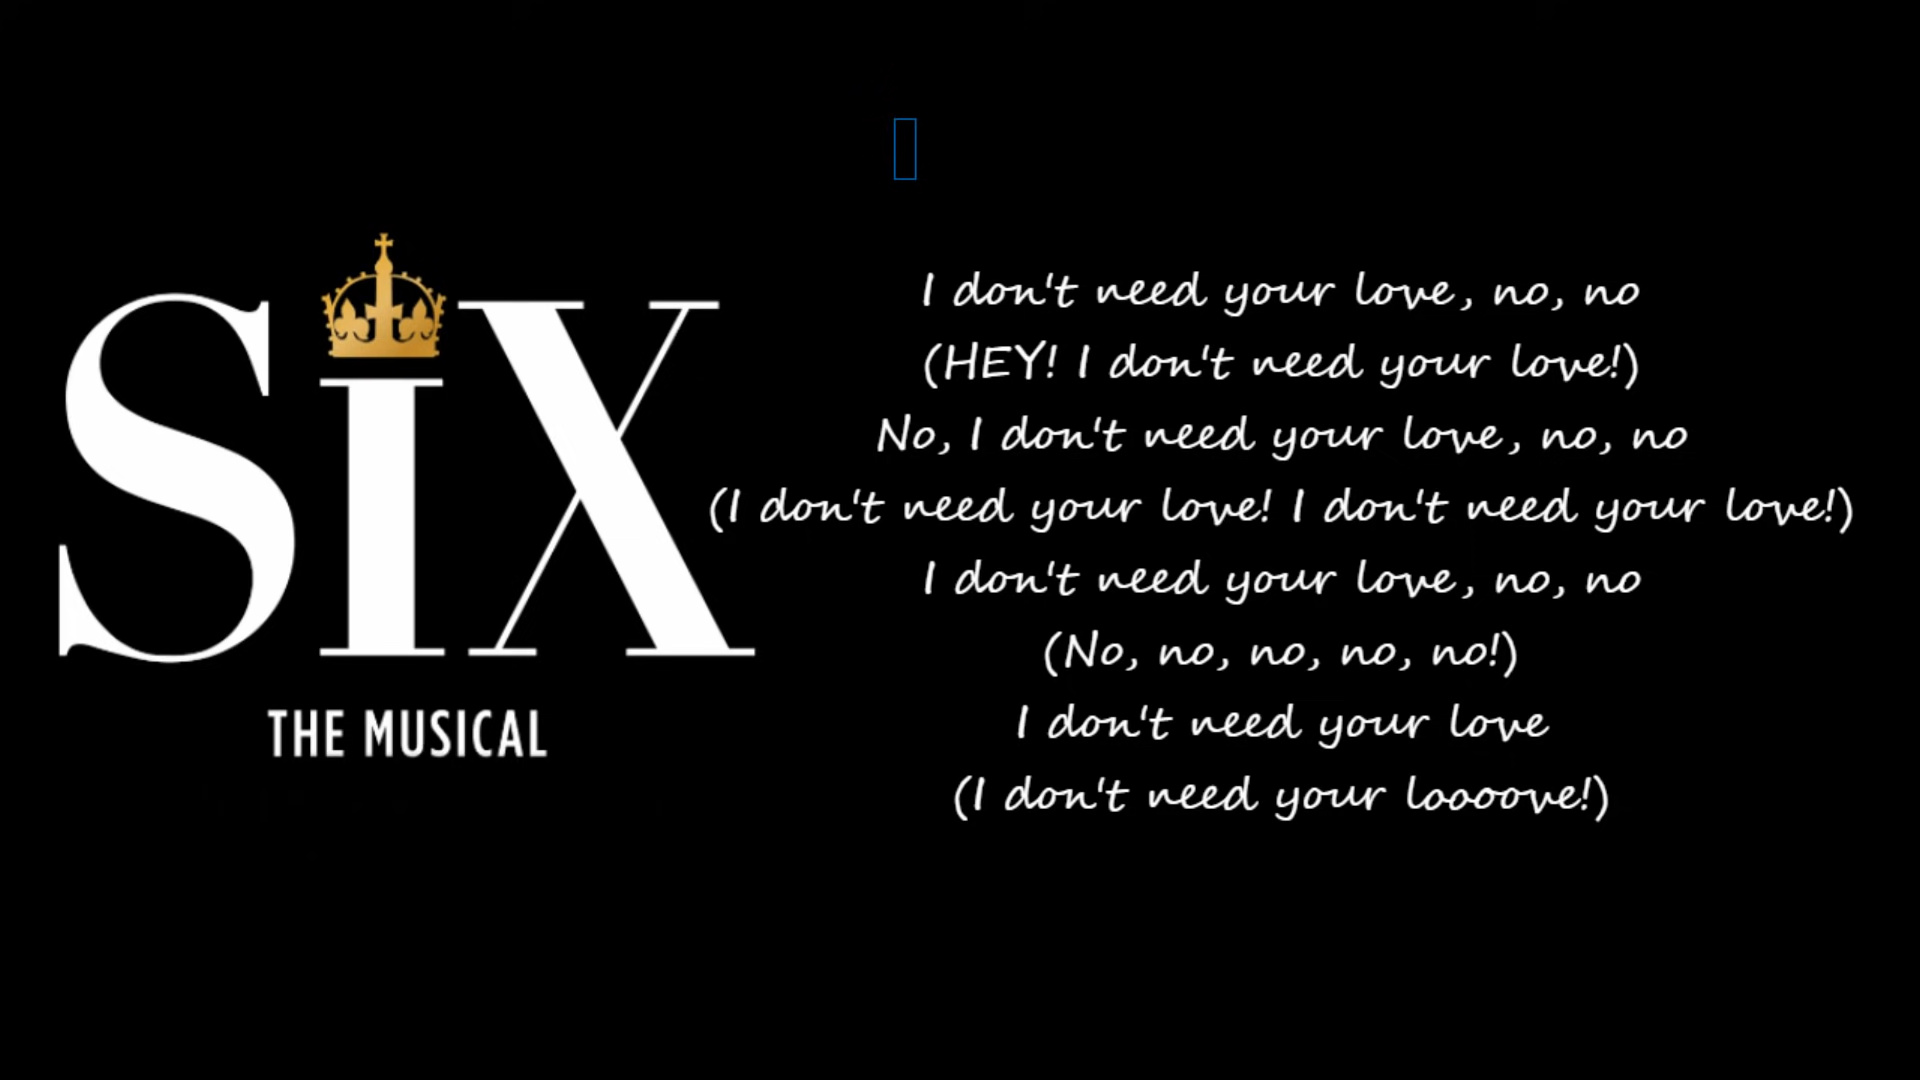 SIX
THE MUSICAL
I don't need your love, no, no
(HEY! I don't need your love!)
No, I don't need your love, no, no
(I don't need your love! I don't need your love!)
I don't need your love, no, no
(No, no, no, no, no!)
I don't need your love
(I don't need your loooove!)